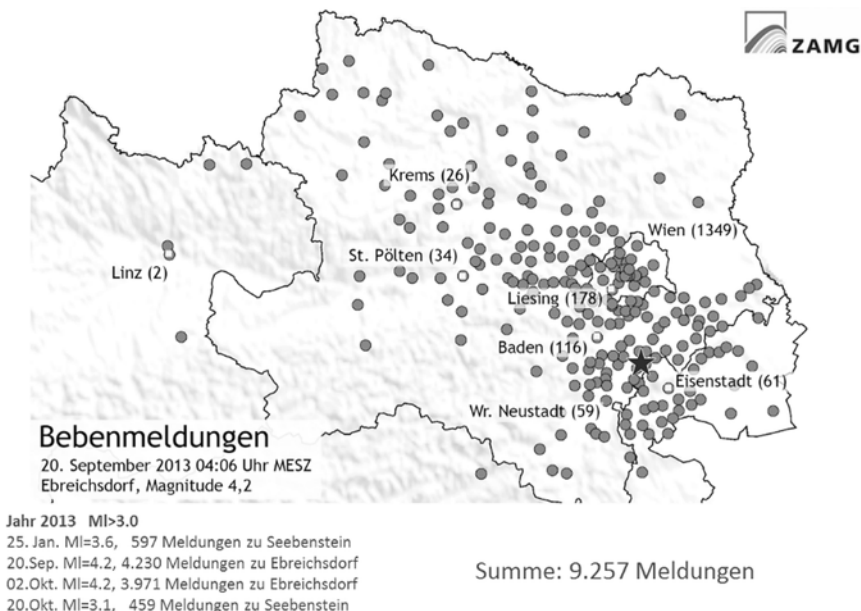 ZAMG
Krems (26)
Wien (1349)
St. Pölten (34)
Linz (2)
Liesing (178)
Baden (116)
Eisenstadt (61)
Wr. Neustadt (59)
Bebenmeldungen
20. September 2013 04:06 Uhr MESZ
Ebreichsdorf, Magnitude 4,2
Jahr 2013 Ml>3.0
25. Jan. Ml=3.6, 597 Meldungen zu Seebenstein
20.Sep. Ml=4.2, 4.230 Meldungen zu Ebreichsdorf
02.Okt. Ml=4.2, 3.971 Meldungen zu Ebreichsdorf
20.Okt. Ml=3.1, 459 Meldungen zu Seebenstein
Summe: 9.257 Meldungen